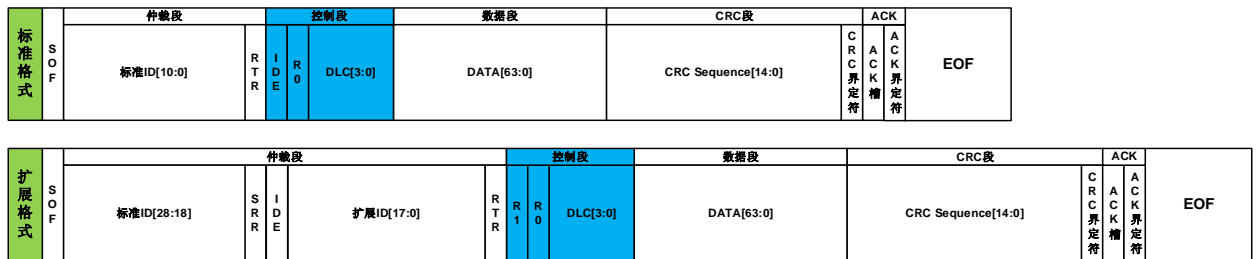 标准格式
SOF
仲裁段
标准ID[10:0]
RTR
控制段
IDE
R0
DLC[3:0]
数据段
DATA[63:0]
CRC段
CRC Sequence[14:0]
CRC界定符
ACK
ACK槽
ACK界定符
EOF
扩展格式
SOF
仲裁段
标准ID[28:18]
SRR
IDE
扩展ID[17:0]
RTR
控制段
R1
R0
DLC[3:0]
数据段
DATA[63:0]
CRC段
CRC Sequence[14:0]
CRC界定符
ACK
ACK槽
ACK界定符
EOF